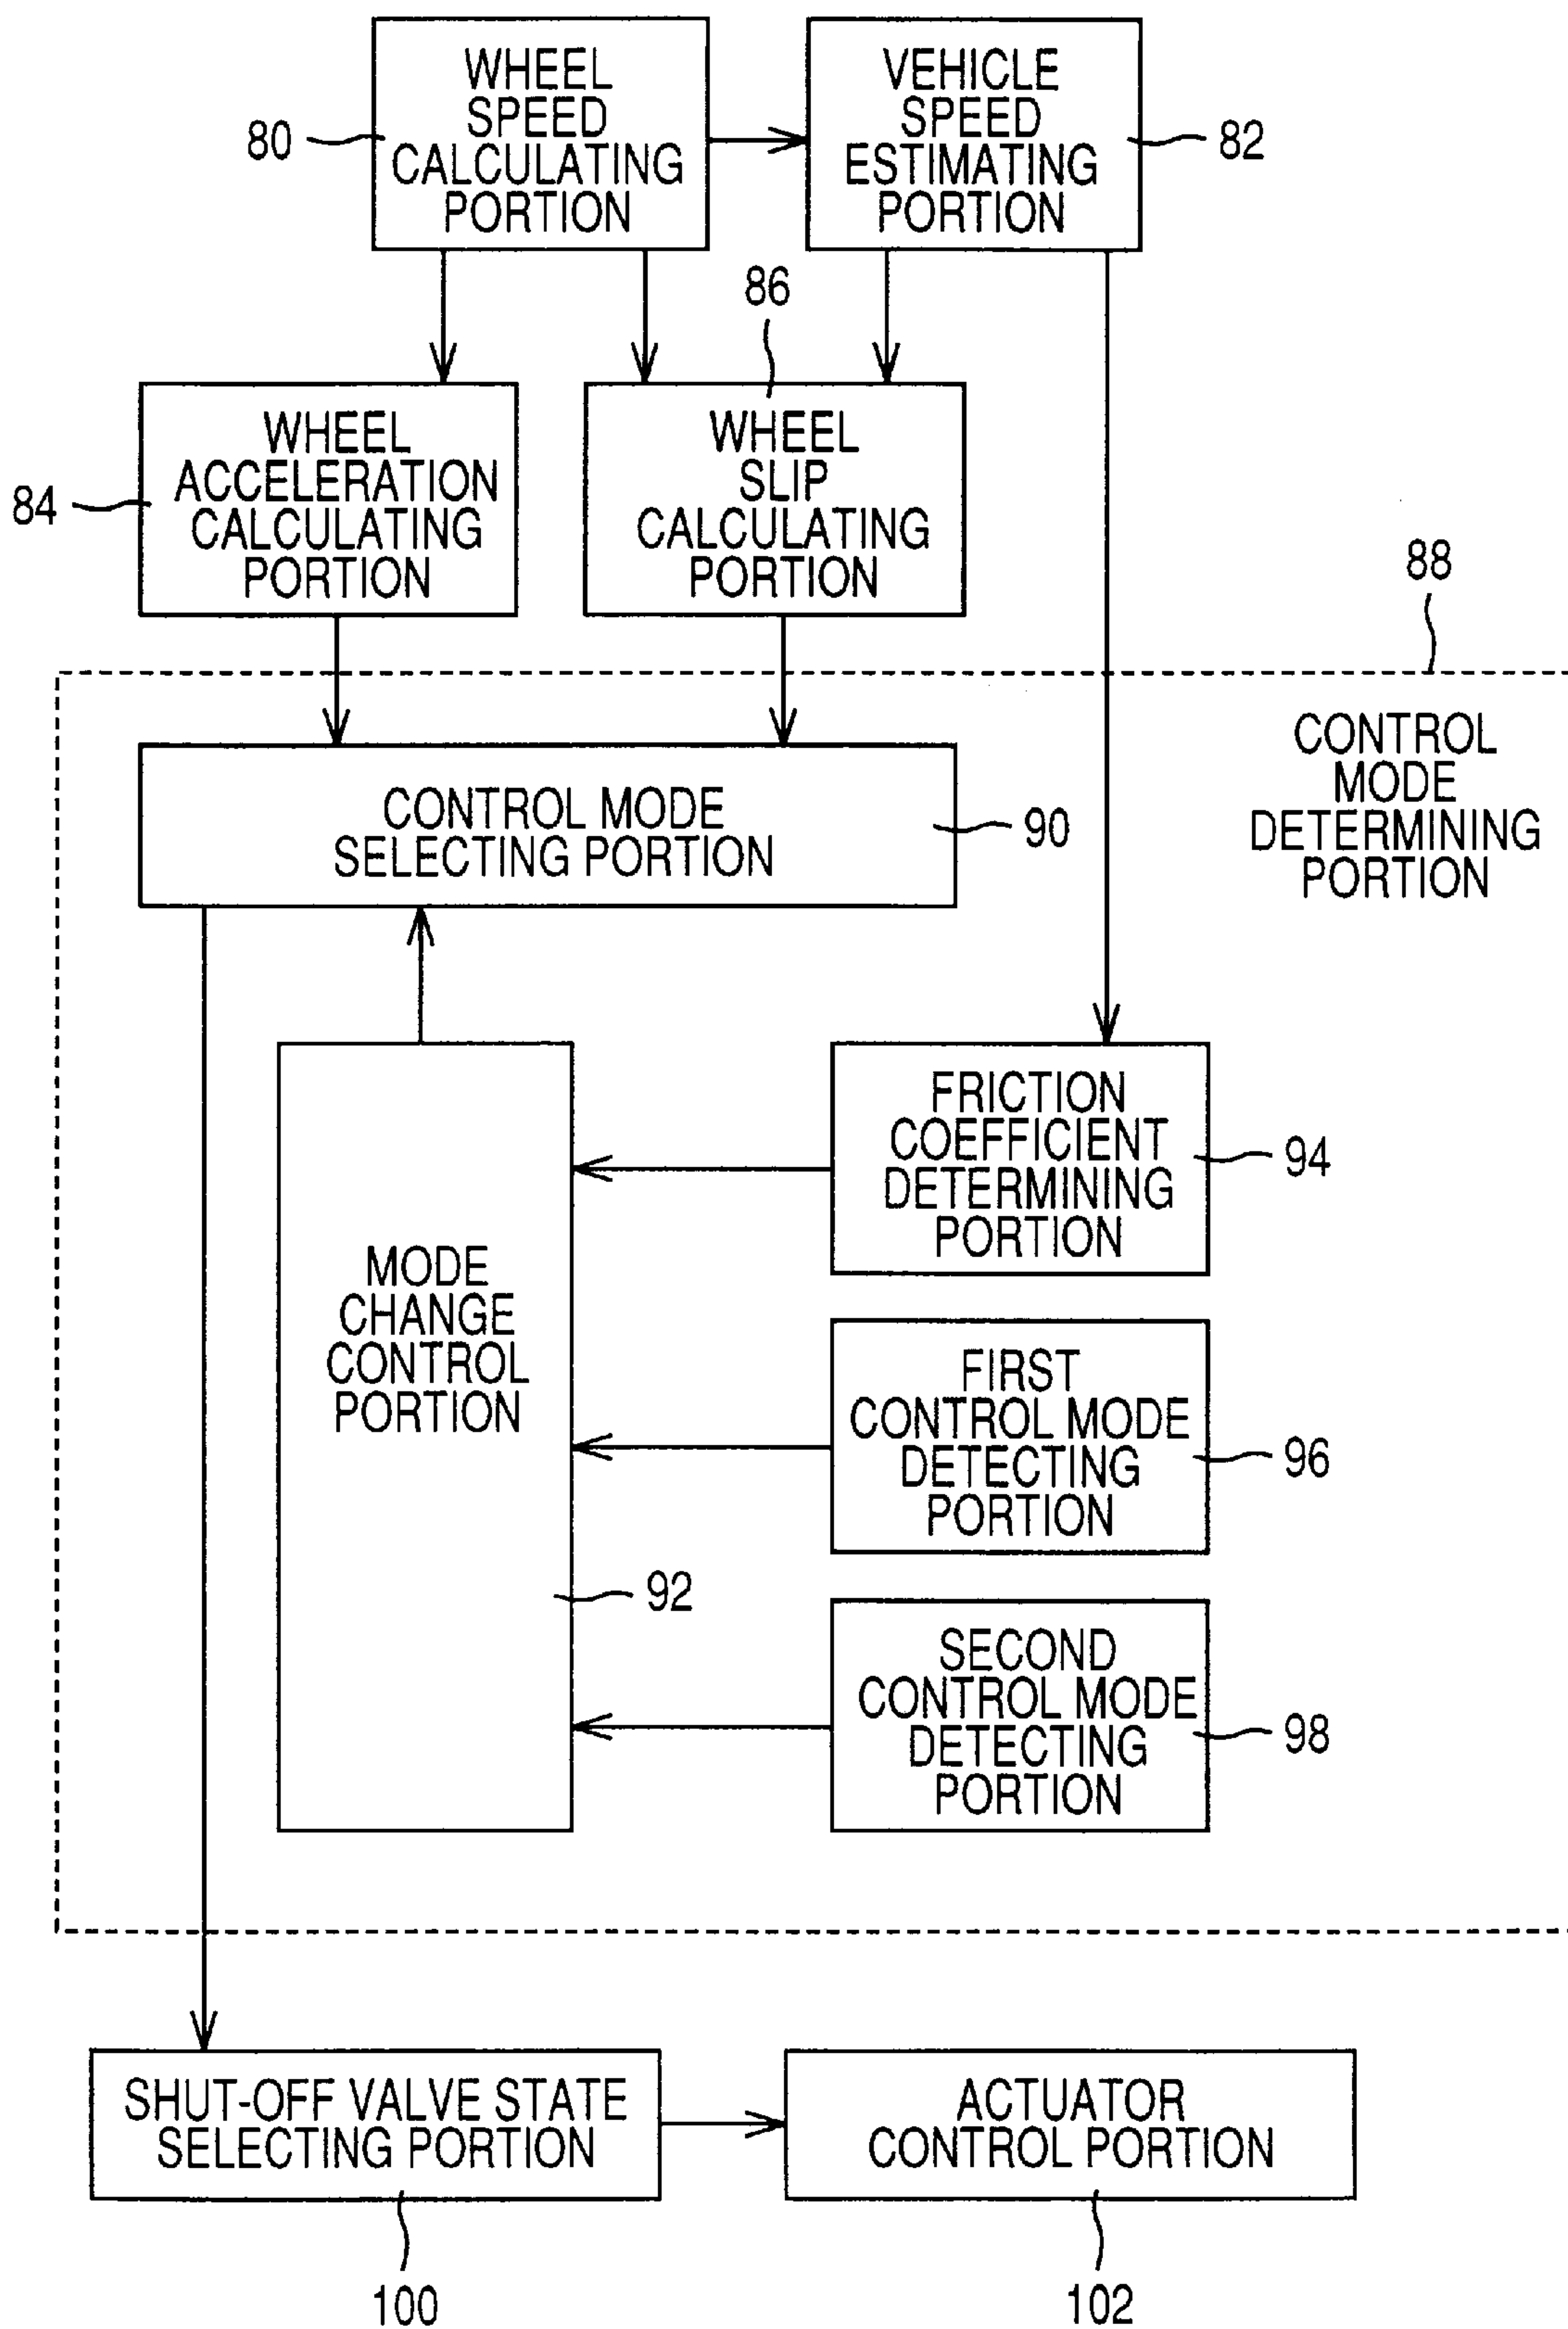 WHEEL
SPEED
CALCULATING
PORTION
80
VEHICLE
SPEED
ESTIMATING
PORTION
82
WHEEL
ACCELERATION
CALCULATING
PORTION
84
86
WHEEL
SLIP
CALCULATING
PORTION
88
CONTROL
MODE
DETERMINING
PORTION
CONTROL MODE
SELECTING PORTION
90
MODE
CHANGE
CONTROL
PORTION
92
FRICTION
COEFFICIENT
DETERMINING
PORTION
94
FIRST
CONTROL MODE
DETECTING
PORTION
96
SECOND
CONTROL MODE
DETECTING
PORTION
98
SHUT-OFF VALVE STATE
SELECTING PORTION
100
ACTUATOR
CONTROL PORTION
102